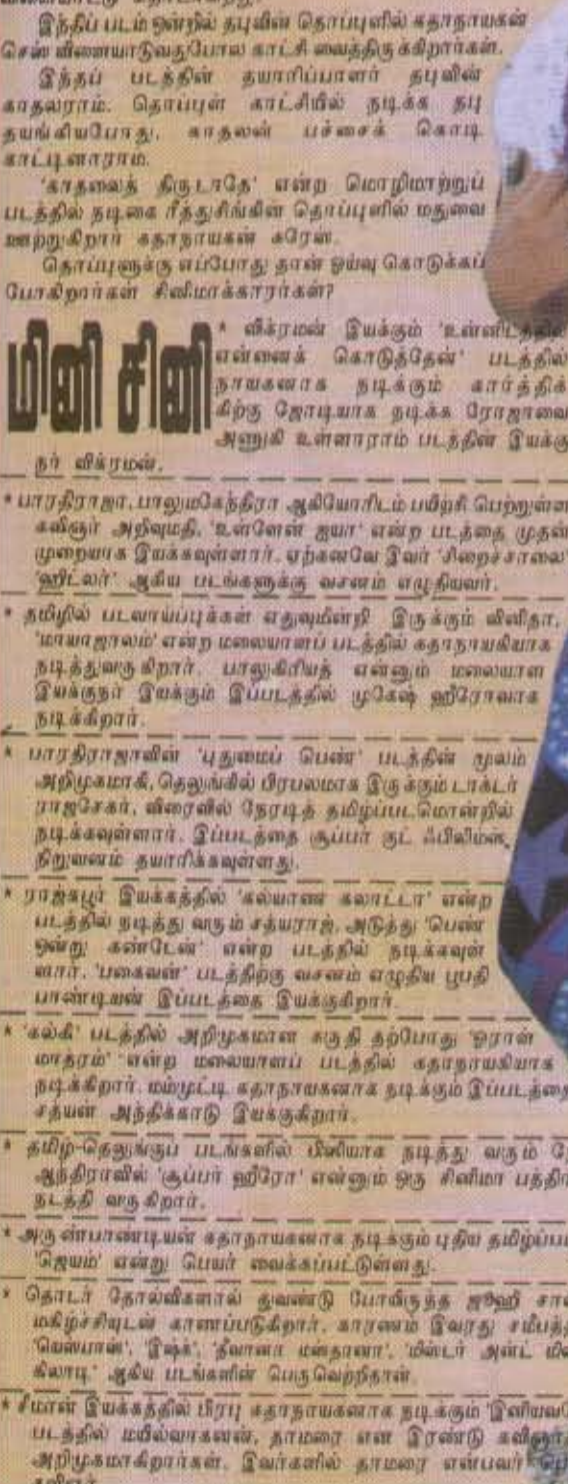 இந்திப் படம் ஒன்றில் தபுவின் தொப்புளில் கதாநாயகன்
செஸ் விளையாடுவதுபோல காட்சி வைத்திருக்கிறார்கள்.
இந்தப் படத்தின் தயாரிப்பாளர் தபுவின்
காதலராம். தொப்புள் காட்சியில் நடிக்க தபு
தயங்கியபோது, காதலன் பச்சைக் கொடி
காட்டினாராம்.
'காதலைத் திருடாதே' என்ற மொழிமாற்றுப்
படத்தில் நடிகை ரீத்துசிங்கின் தொப்புளில் மதுவை
ஊற்றுகிறார் கதாநாயகன் சுரேஷ்.
தொப்புளுக்கு எப்போது தான் ஓய்வு கொடுக்கப்
போகிறார்கள் சினிமாக்காரர்கள்?
மினி சினி
* விக்ரமன் இயக்கும் 'உன்னிடத்தில்
என்னைக் கொடுத்தேன்' படத்தில்
நாயகனாக நடிக்கும் கார்த்திக்
கிற்கு ஜோடியாக நடிக்க ரோஜாவை
அணுகி உள்ளாராம் படத்தின் இயக்கு
நர் விக்ரமன்.
* பாரதிராஜா, பாலுமகேந்திரா ஆகியோரிடம் பயிற்சி பெற்றுள்ள
கவிஞர் அறிவுமதி, 'உள்ளேன் ஐயா' என்ற படத்தை முதன்
முறையாக இயக்கவுள்ளார். ஏற்கனவே இவர் 'சிறைச்சாலை'
'ஹிட்லர்' ஆகிய படங்களுக்கு வசனம் எழுதியவர்.
* தமிழில் படவாய்ப்புக்கள் எதுவுமின்றி இருக்கும் வினிதா,
'மாயாஜாலம்' என்ற மலையாளப் படத்தில் கதாநாயகியாக
நடித்துவருகிறார். பாலுகிரியத் என்னும் மலையாள
இயக்குநர் இயக்கும் இப்படத்தில் முகேஷ் ஹீரோவாக
நடிக்கிறார்.
* பாரதிராஜாவின் 'புதுமைப் பெண்' படத்தின் மூலம்
அறிமுகமாகி, தெலுங்கில் பிரபலமாக இருக்கும் டாக்டர்
ராஜசேகர், விரைவில் நேரடித் தமிழ்ப்படமொன்றில்
நடிக்கவுள்ளார். இப்படத்தை சூப்பர் குட் ஃபிலிம்ஸ்
நிறுவனம் தயாரிக்கவுள்ளது.
* ராஜ்கபூர் இயக்கத்தில் 'கல்யாண கலாட்டா' என்ற
படத்தில் நடித்து வரும் சத்யராஜ், அடுத்து 'பெண்
ஒன்று கண்டேன்' என்ற படத்தில் நடிக்கவுள்
ளார். 'பகைவன்' படத்திற்கு வசனம் எழுதிய பூபதி
பாண்டியன் இப்படத்தை இயக்குகிறார்.
* 'கல்கி' படத்தில் அறிமுகமான சுருதி தற்போது 'ஒராள்
மாத்ரம்' என்ற மலையாளப் படத்தில் கதாநாயகியாக
நடிக்கிறார். மம்முட்டி கதாநாயகனாக நடிக்கும் இப்படத்தை
சத்யன் அந்திக்காடு இயக்குகிறார்.
* தமிழ்-தெலுங்குப் படங்களில் பிஸியாக நடித்து வரும்
ஆந்திராவில் 'சூப்பர் ஹீரோ' என்னும் ஒரு சினிமா
நடத்தி வருகிறார்.
* அருண்பாண்டியன் கதாநாயகனாக நடிக்கும் புதிய
'ஜெயம்' என்று பெயர் வைக்கப்பட்டுள்ளது.
* தொடர் தோல்விகளால் துவண்டு போயிருந்த ஜூஹி
மகிழ்ச்சியுடன் காணப்படுகிறார். காரணம் இவரது
'யெஸ்பாஸ்', 'இஷ்க்', 'தீவானா மஸ்தானா', 'மிஸ்டர் அண்ட்
கிலாடி' ஆகிய படங்களின் பெருவெற்றிதான்.
* சீமான் இயக்கத்தில் பிரபு கதாநாயகனாக நடிக்கும்
படத்தில் மயில்வாகனன், தாமரை என இரண்டு
அறிமுகமாகிறார்கள். இவர்களில் தாமரை என்பவர்